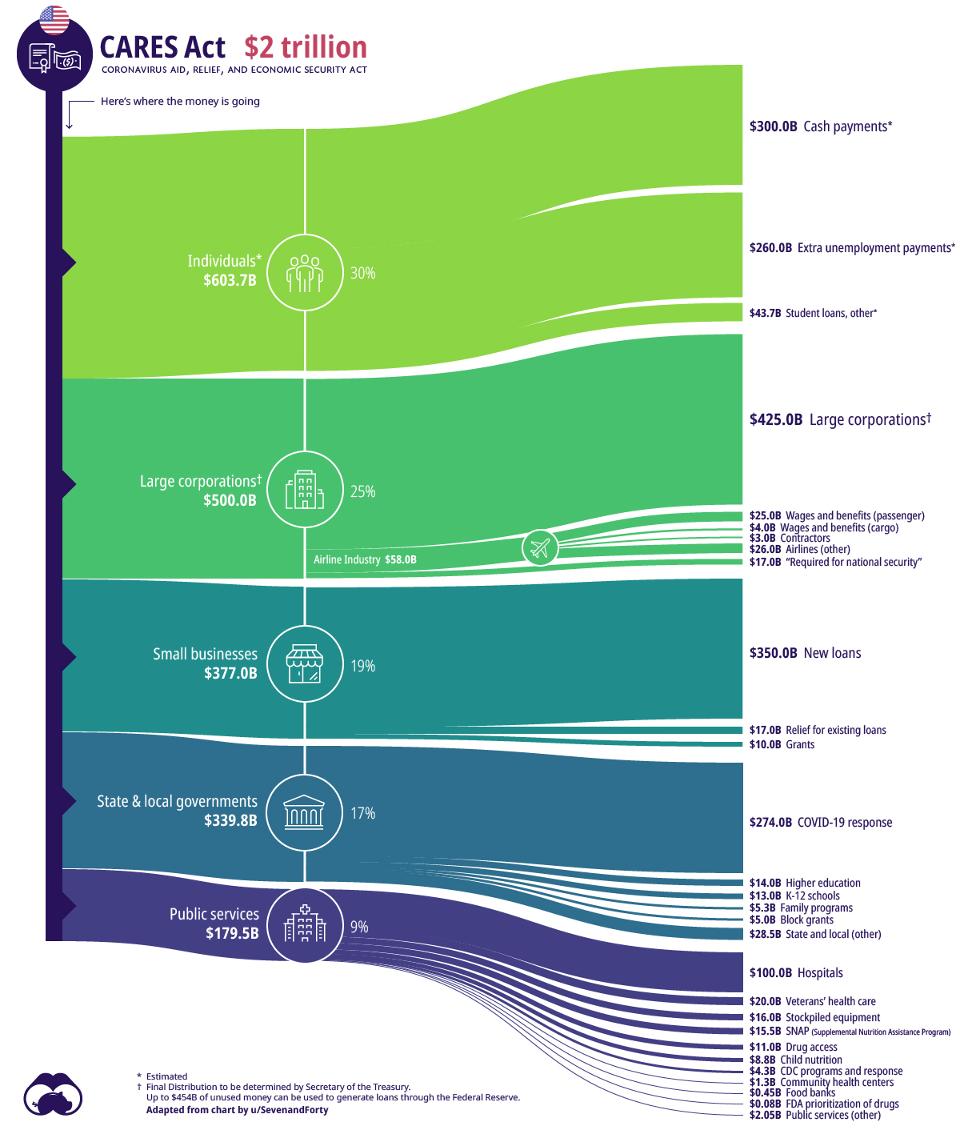 CARES Act $2 trillion
CORONAVIRUS AID, RELIEF, AND ECONOMIC SECURITY ACT
Here's where the money is going
Individuals*
$603.7B
30%
$300.0B Cash payments*
$260.0B Extra unemployment payments*
$43.7B Student loans, other*
Large corporations†
$500.0B
25%
Airline Industry $58.0B
$425.0B Large corporations†
$25.0B Wages and benefits (passenger)
$4.0B Wages and benefits (cargo)
$3.0B Contractors
$26.0B Airlines (other)
$17.0B “Required for national security”
Small businesses
$377.0B
19%
$350.0B New loans
$17.0B Relief for existing loans
$10.0B Grants
State & local governments
$339.8B
17%
$274.0B COVID-19 response
$14.0B Higher education
$13.0B K-12 schools
$5.3B Family programs
$5.0B Block grants
$28.5B State and local (other)
Public services
$179.5B
9%
$100.0B Hospitals
$20.0B Veterans' health care
$16.0B Stockpiled equipment
$15.5B SNAP (Supplemental Nutrition Assistance Program)
$11.0B Drug access
$8.8B Child nutrition
$4.3B CDC programs and response
$1.3B Community health centers
$0.45B Food banks
$0.08B FDA prioritization of drugs
$2.05B Public services (other)
* Estimated
† Final Distribution to be determined by Secretary of the Treasury.
Up to $454B of unused money can be used to generate loans through the Federal Reserve.
Adapted from chart by u/SevenandForty